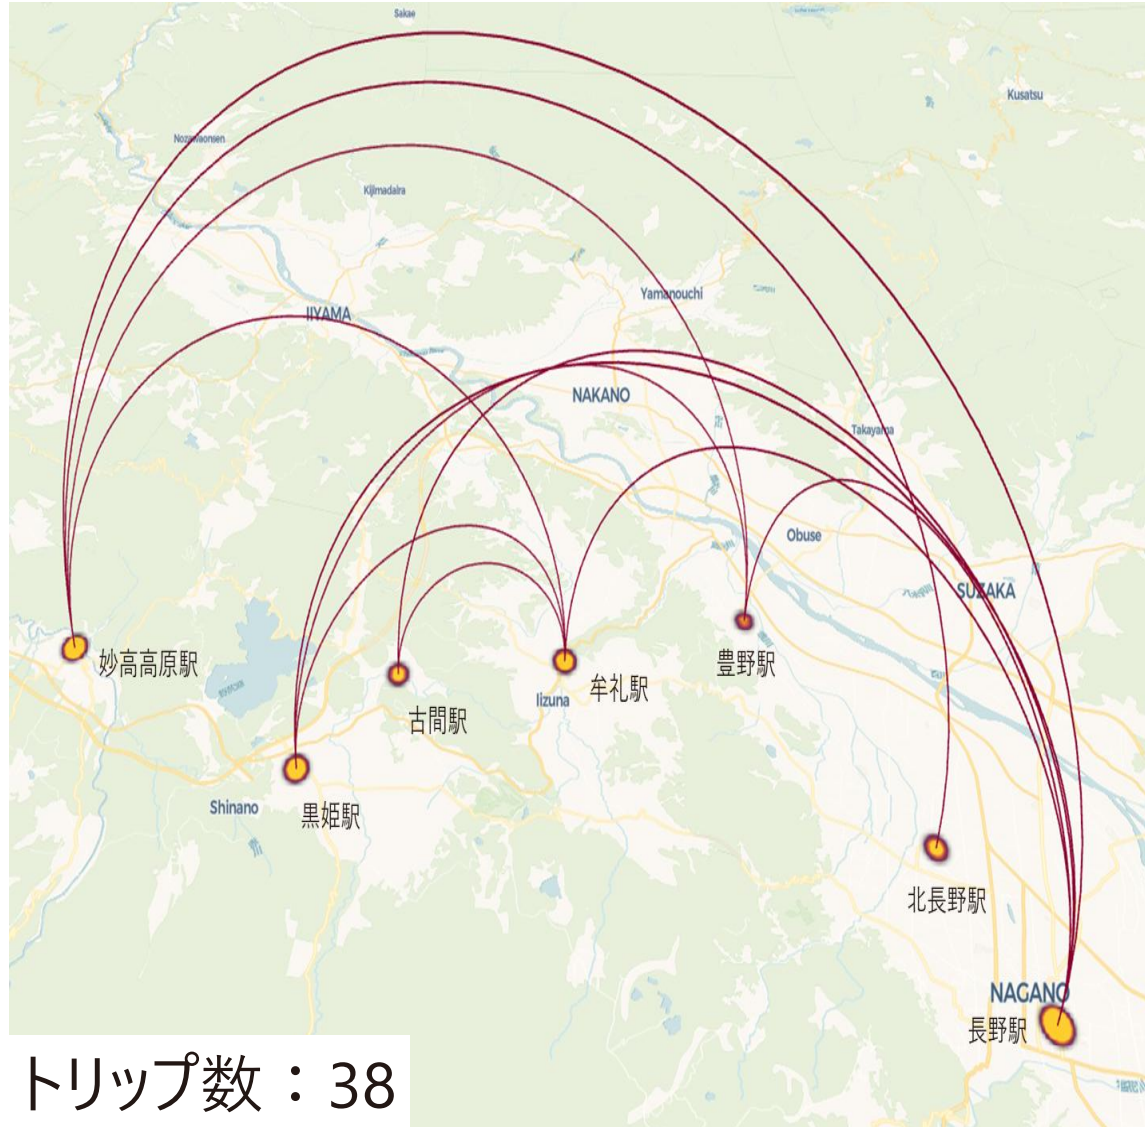 Sakae
Kusatsu
Nozawaonsen
Kijimadaira
Yamanouchi
IIYAMA
NAKANO
Takayama
Obuse
SUZAKA
妙高高原駅
豊野駅
牟礼駅
Iizuna
古間駅
Shinano
黒姫駅
北長野駅
NAGANO
長野駅
トリップ数：38